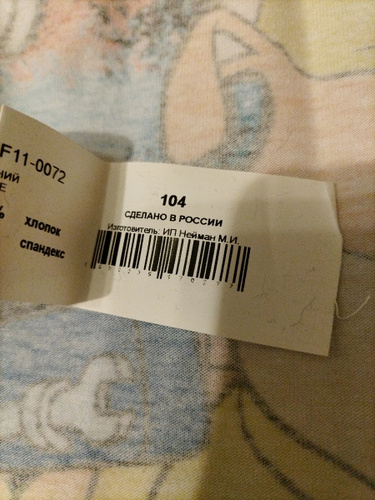 F11-0072
%
хлопок
спандекс
104
СДЕЛАНО В РОССИИ
Изготовитель: ИП Нейман М.И.